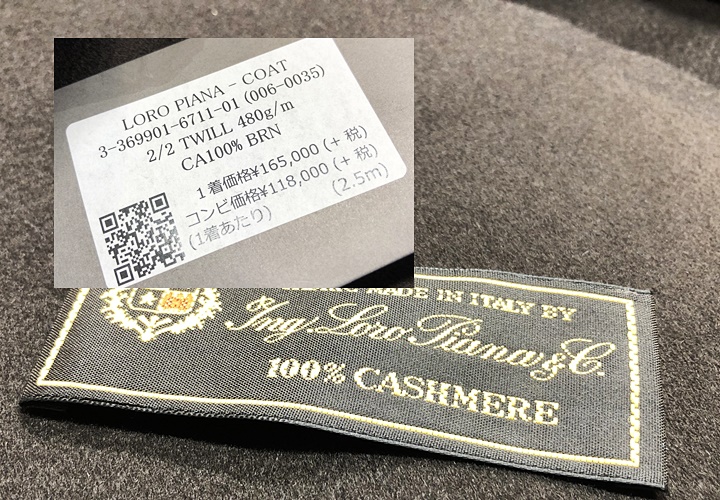 LORO PIANA - COAT
3-369901-6711-01 (006-0035)
2/2 TWILL 480g/m
CA100% BRN
1着価格¥165,000 (+ 税)
コンビ価格¥118,000 (+ 税)
(1着あたり) (2.5m)
MADE IN ITALY BY
Ing. Loro Piana & C.
100% CASHMERE